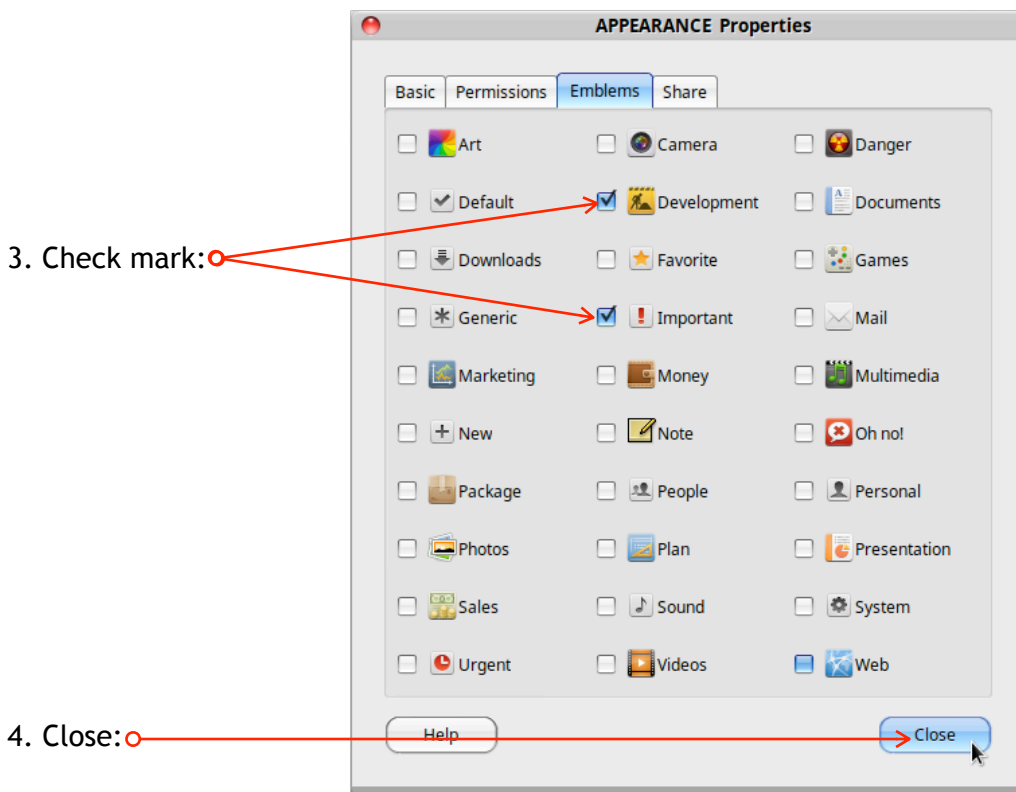 APPEARANCE Properties
Basic Permissions Emblems Share
Art Camera Danger
Default Development Documents
3. Check mark:
Downloads Favorite Games
Generic Important Mail
Marketing Money Multimedia
New Note Oh no!
Package People Personal
Photos Plan Presentation
Sales Sound System
Urgent Videos Web
4. Close:
Help Close